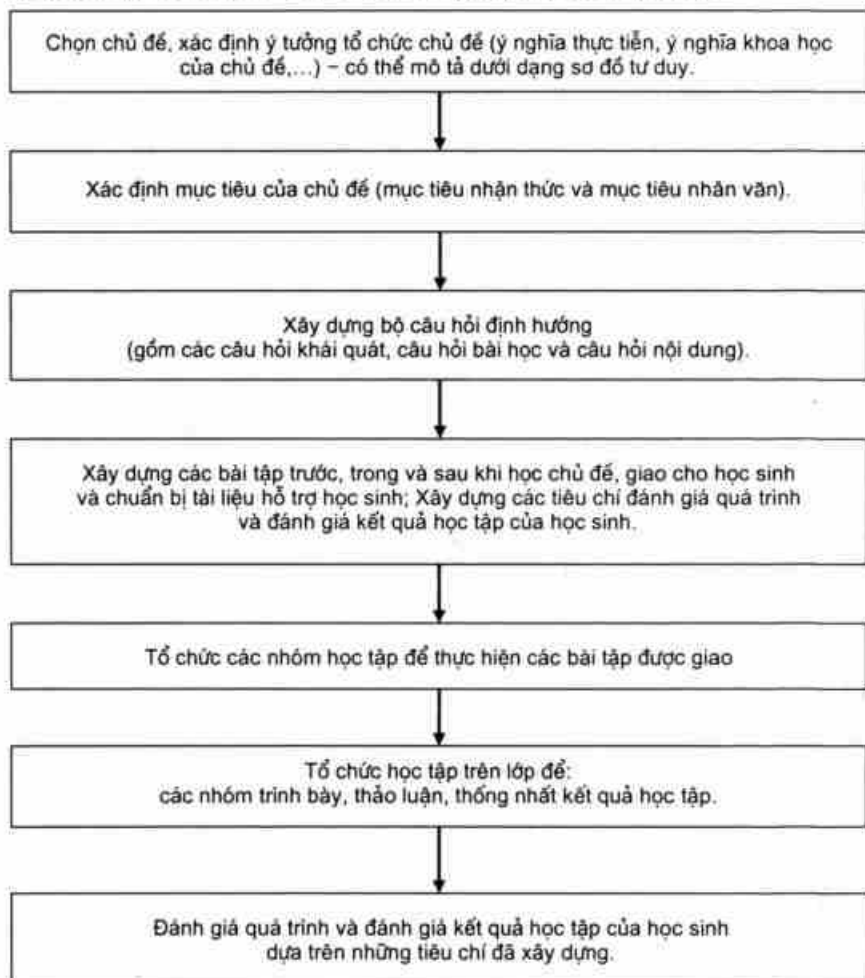 Chọn chủ đề, xác định ý tưởng tổ chức chủ đề (ý nghĩa thực tiễn, ý nghĩa khoa học
của chủ đề,...) – có thể mô tả dưới dạng sơ đồ tư duy.
Xác định mục tiêu của chủ đề (mục tiêu nhận thức và mục tiêu nhân văn).
Xây dựng bộ câu hỏi định hướng
(gồm các câu hỏi khái quát, câu hỏi bài học và câu hỏi nội dung).
Xây dựng các bài tập trước, trong và sau khi học chủ đề, giao cho học sinh
và chuẩn bị tài liệu hỗ trợ học sinh; Xây dựng các tiêu chí đánh giá quá trình
và đánh giá kết quả học tập của học sinh.
Tổ chức các nhóm học tập để thực hiện các bài tập được giao
Tổ chức học tập trên lớp để:
các nhóm trình bày, thảo luận, thống nhất kết quả học tập.
Đánh giá quá trình và đánh giá kết quả học tập của học sinh
dựa trên những tiêu chí đã xây dựng.